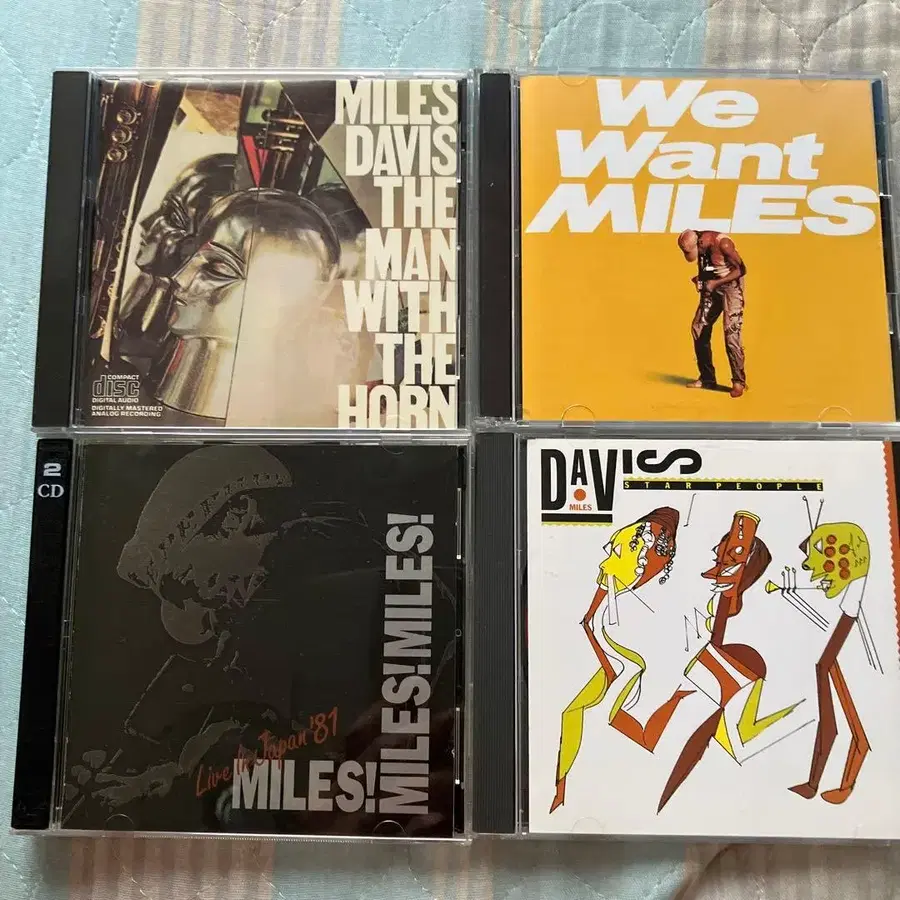 MILES
DAVIS
THE
MAN
WITH
THE
HORN
COMPACT
disc
DIGITAL AUDIO
DIGITALLY MASTERED
ANALOG RECORDING
We
Want
MILES
2
CD
Live In Japan '81
MILES!
MILES!MILES!
DAVIS
MILES
STAR PEOPLE